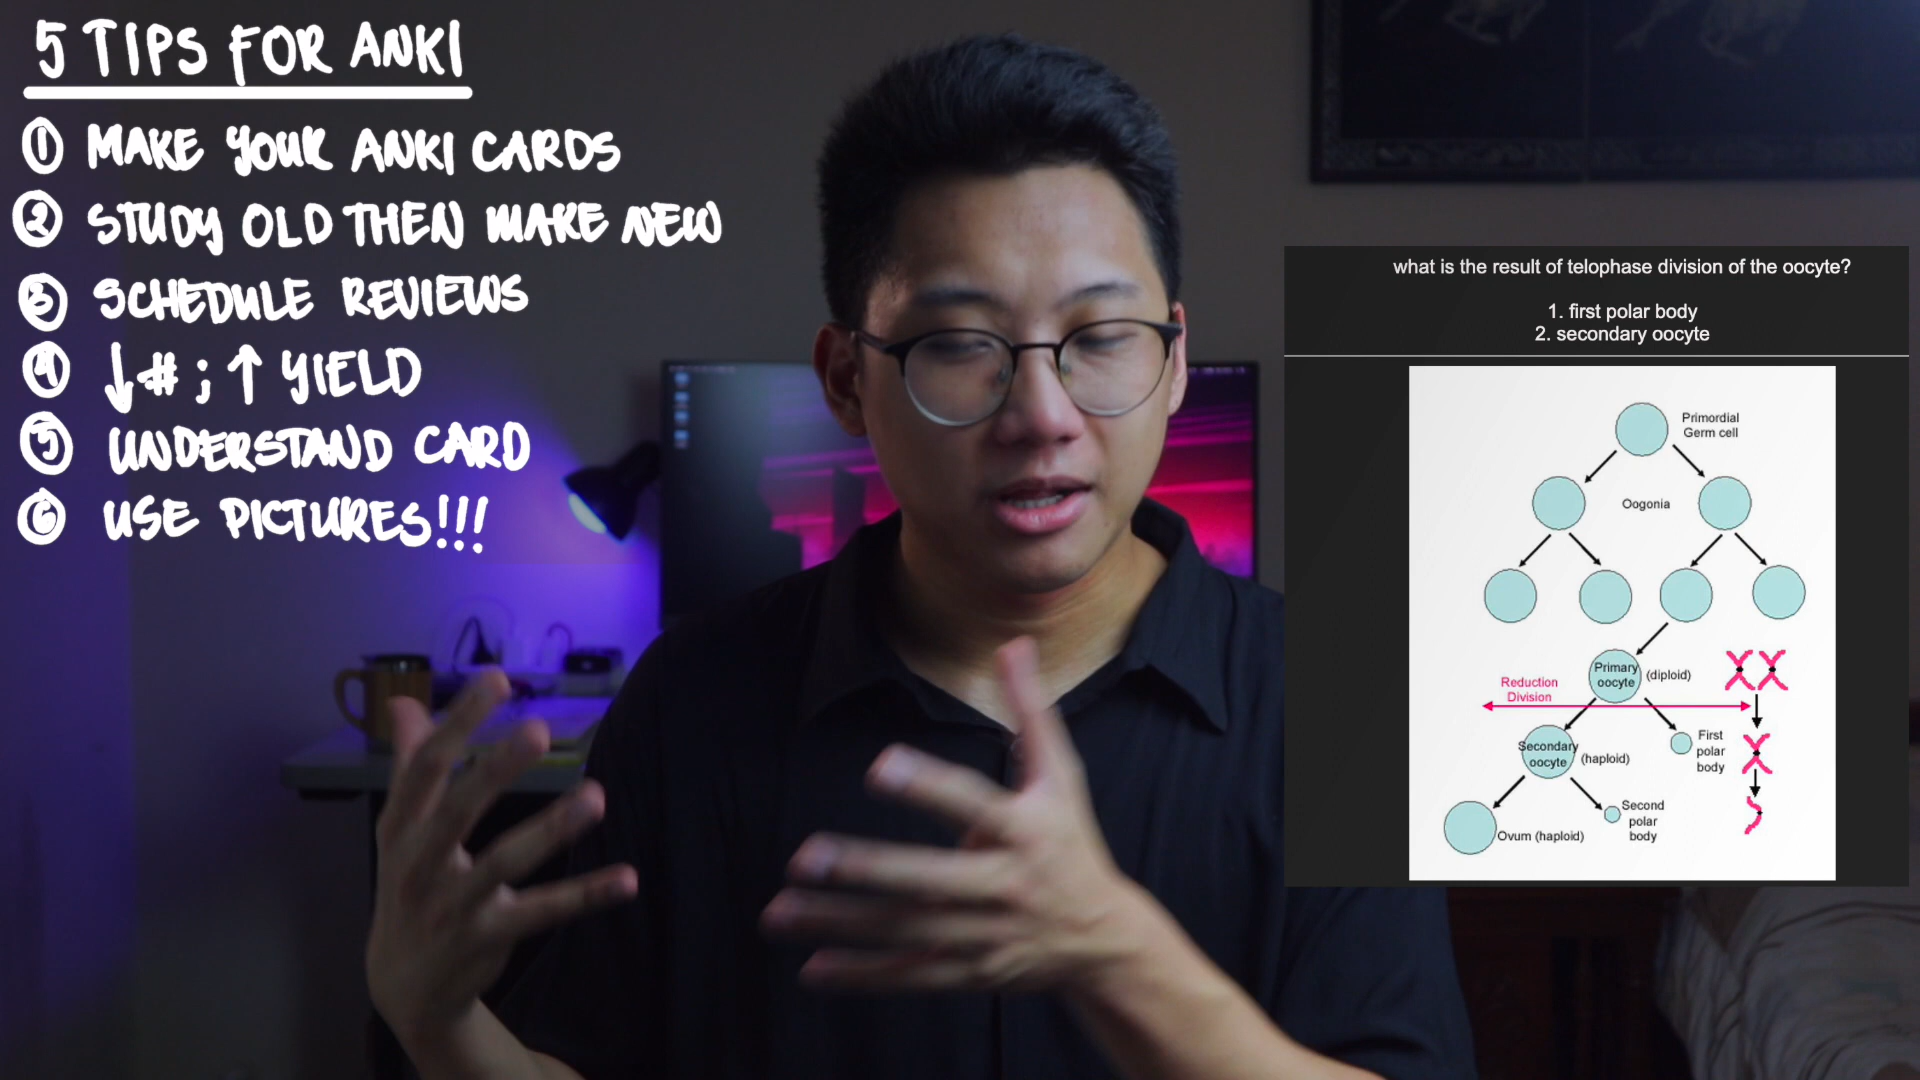 5 TIPS FOR ANKI
① MAKE YOUR ANKI CARDS
② STUDY OLD THEN MAKE NEW
③ SCHEDULE REVIEWS
④ ↓#; ↑ YIELD
⑤ UNDERSTAND CARD
⑥ USE PICTURES!!!
what is the result of telophase division of the oocyte?
1. first polar body
2. secondary oocyte
Primordial
Germ cell
Oogonia
Primary
oocyte
(diploid)
Reduction
Division
Secondary
oocyte
(haploid)
First
polar
body
Ovum (haploid)
Second
polar
body